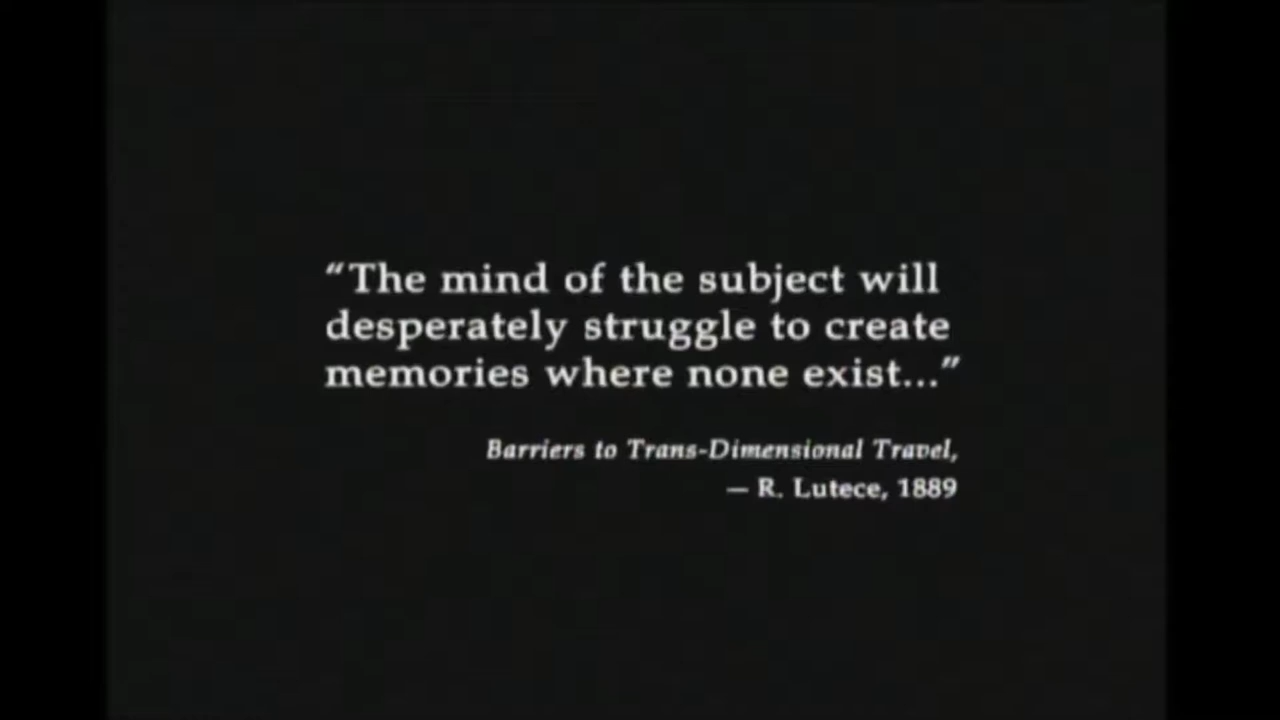 “The mind of the subject will
desperately struggle to create
memories where none exist...”
Barriers to Trans-Dimensional Travel,
— R. Lutece, 1889